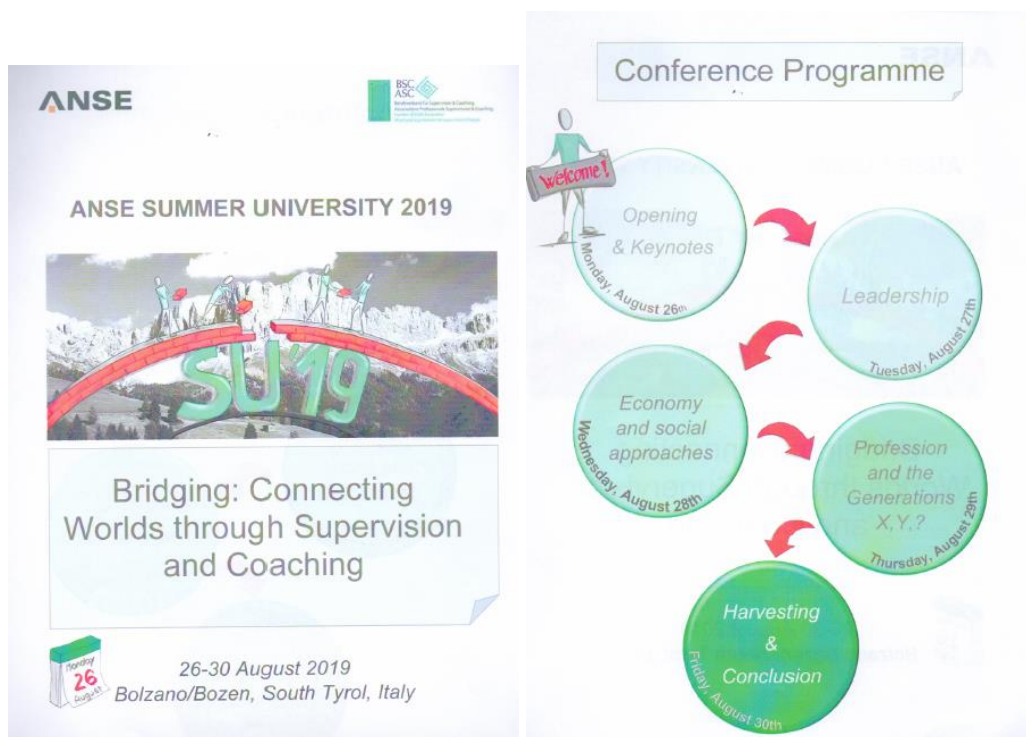 ANSE
BSC
ASC
ANSE SUMMER UNIVERSITY 2019
SU'19
Bridging: Connecting
Worlds through Supervision
and Coaching
Monday
26
August
26-30 August 2019
Bolzano/Bozen, South Tyrol, Italy
Conference Programme
Welcome!
Opening
& Keynotes
Monday, August 26th
Leadership
Tuesday, August 27th
Economy
and social
approaches
Wednesday, August 28th
Profession
and the
Generations
X,Y,?
Thursday, August 29th
Harvesting
&
Conclusion
Friday, August 30th